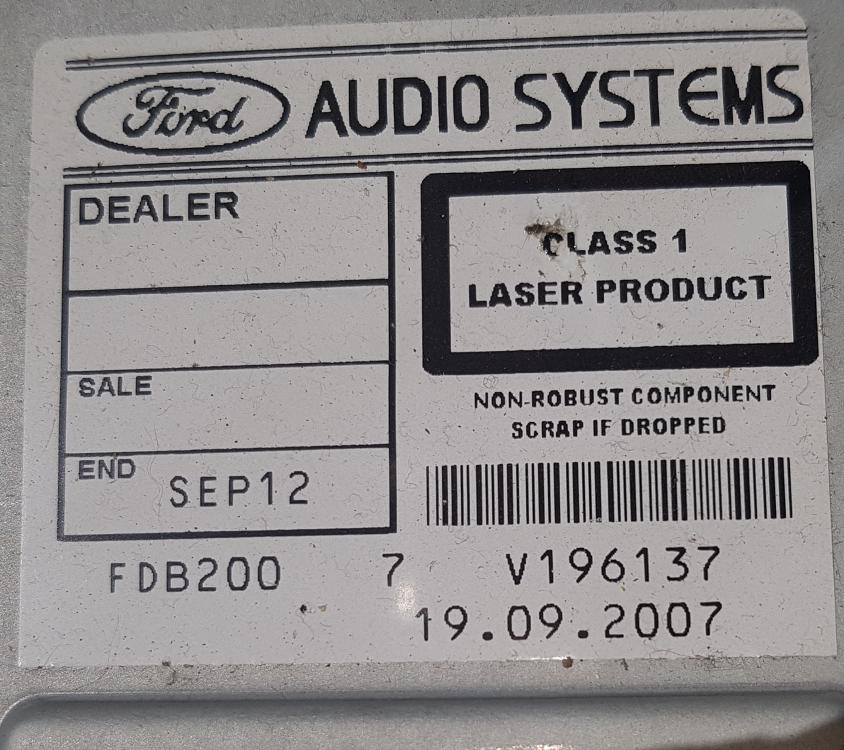 Ford AUDIO SYSTEMS
DEALER
SALE
END SEP12
CLASS 1
LASER PRODUCT
NON-ROBUST COMPONENT
SCRAP IF DROPPED
FDB200 7 V196137
19.09.2007